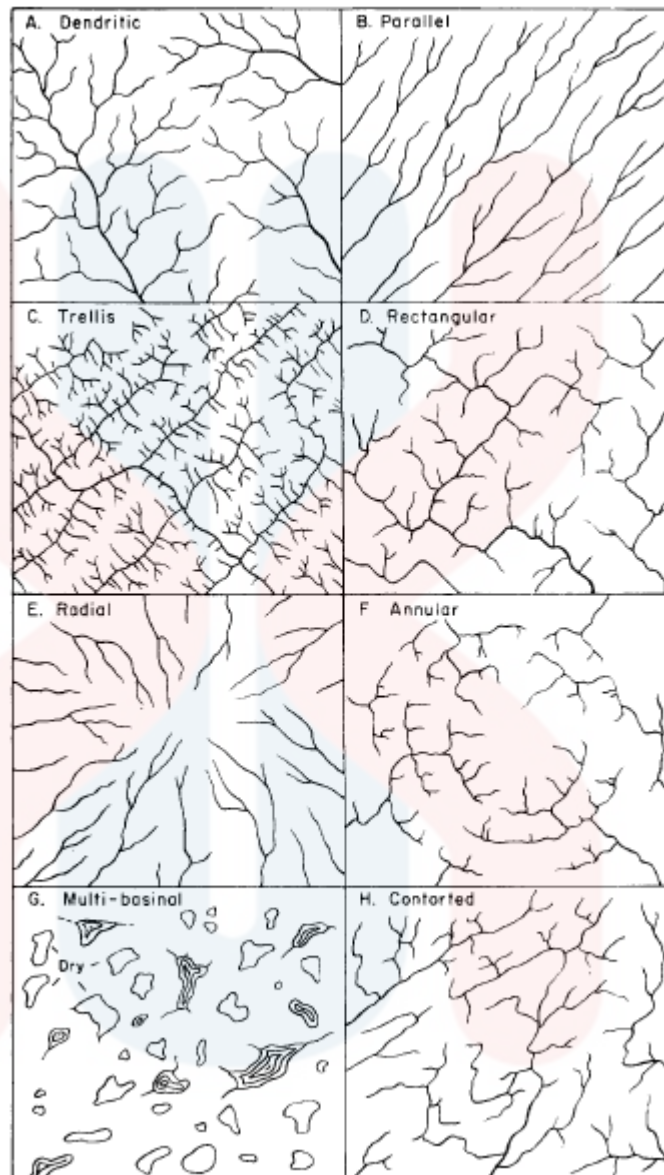 A. Dendritic
B. Parallel
C. Trellis
D. Rectangular
E. Radial
F Annular
G. Multi-basinal
Dry
H. Contorted